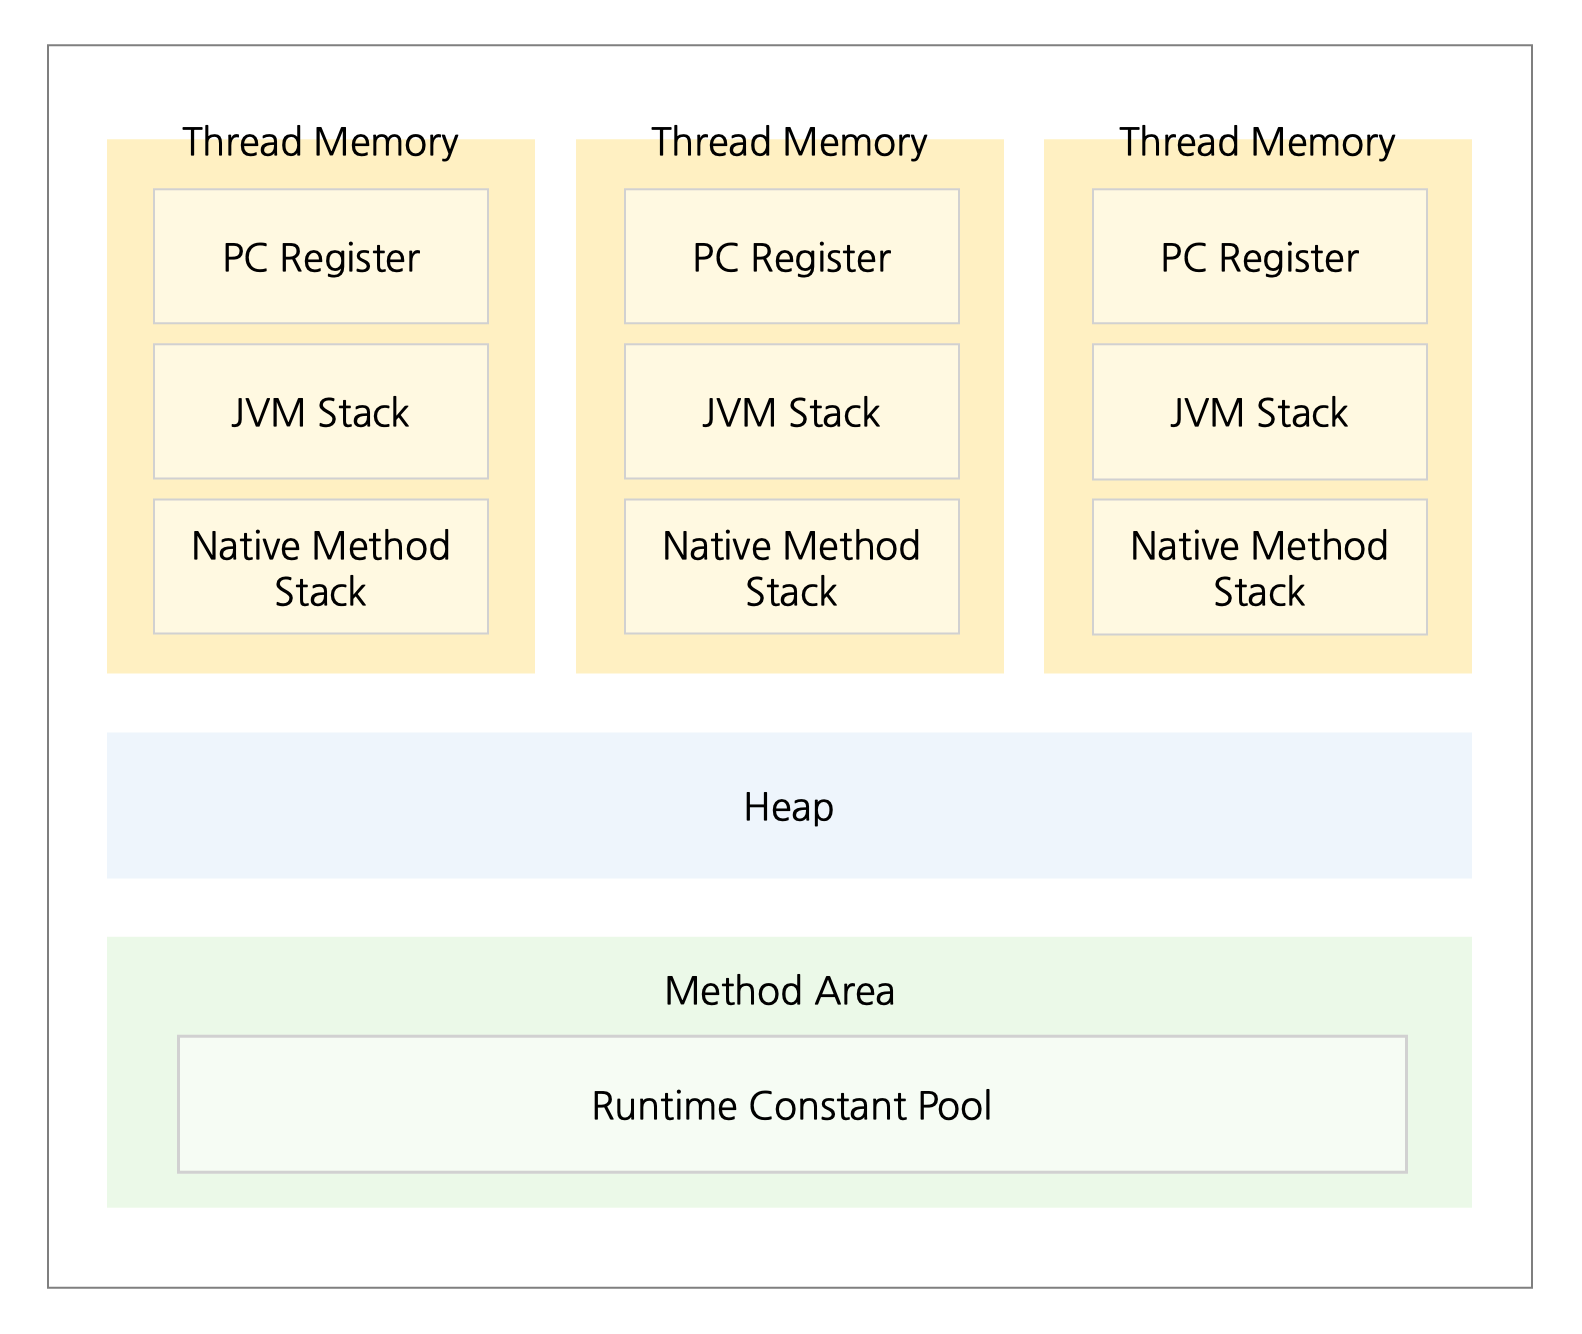 Thread Memory
PC Register
JVM Stack
Native Method
Stack
Thread Memory
PC Register
JVM Stack
Native Method
Stack
Thread Memory
PC Register
JVM Stack
Native Method
Stack
Heap
Method Area
Runtime Constant Pool